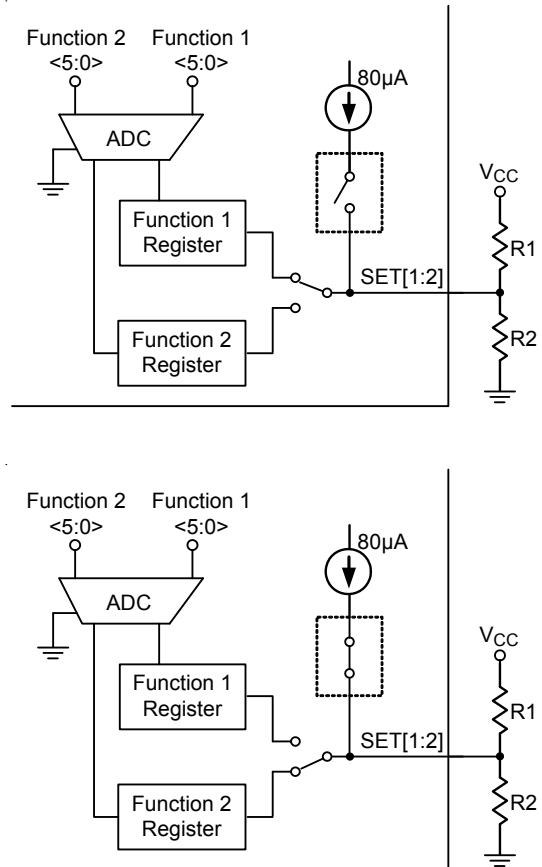 Function 2 Function 1
<5:0> <5:0>
80µA
ADC
VCC
Function 1
Register
R1
SET[1:2]
Function 2
Register
R2
Function 2 Function 1
<5:0> <5:0>
80µA
ADC
VCC
Function 1
Register
R1
SET[1:2]
Function 2
Register
R2